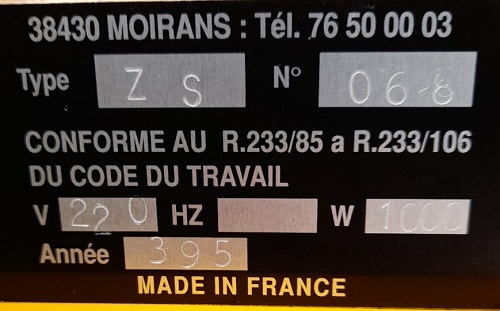 38430 MOIRANS : Tél. 76 50 00 03
Type Z S N° 06-8
CONFORME AU R.233/85 a R.233/106
DU CODE DU TRAVAIL
V 220 HZ W 1000
Année 395
MADE IN FRANCE